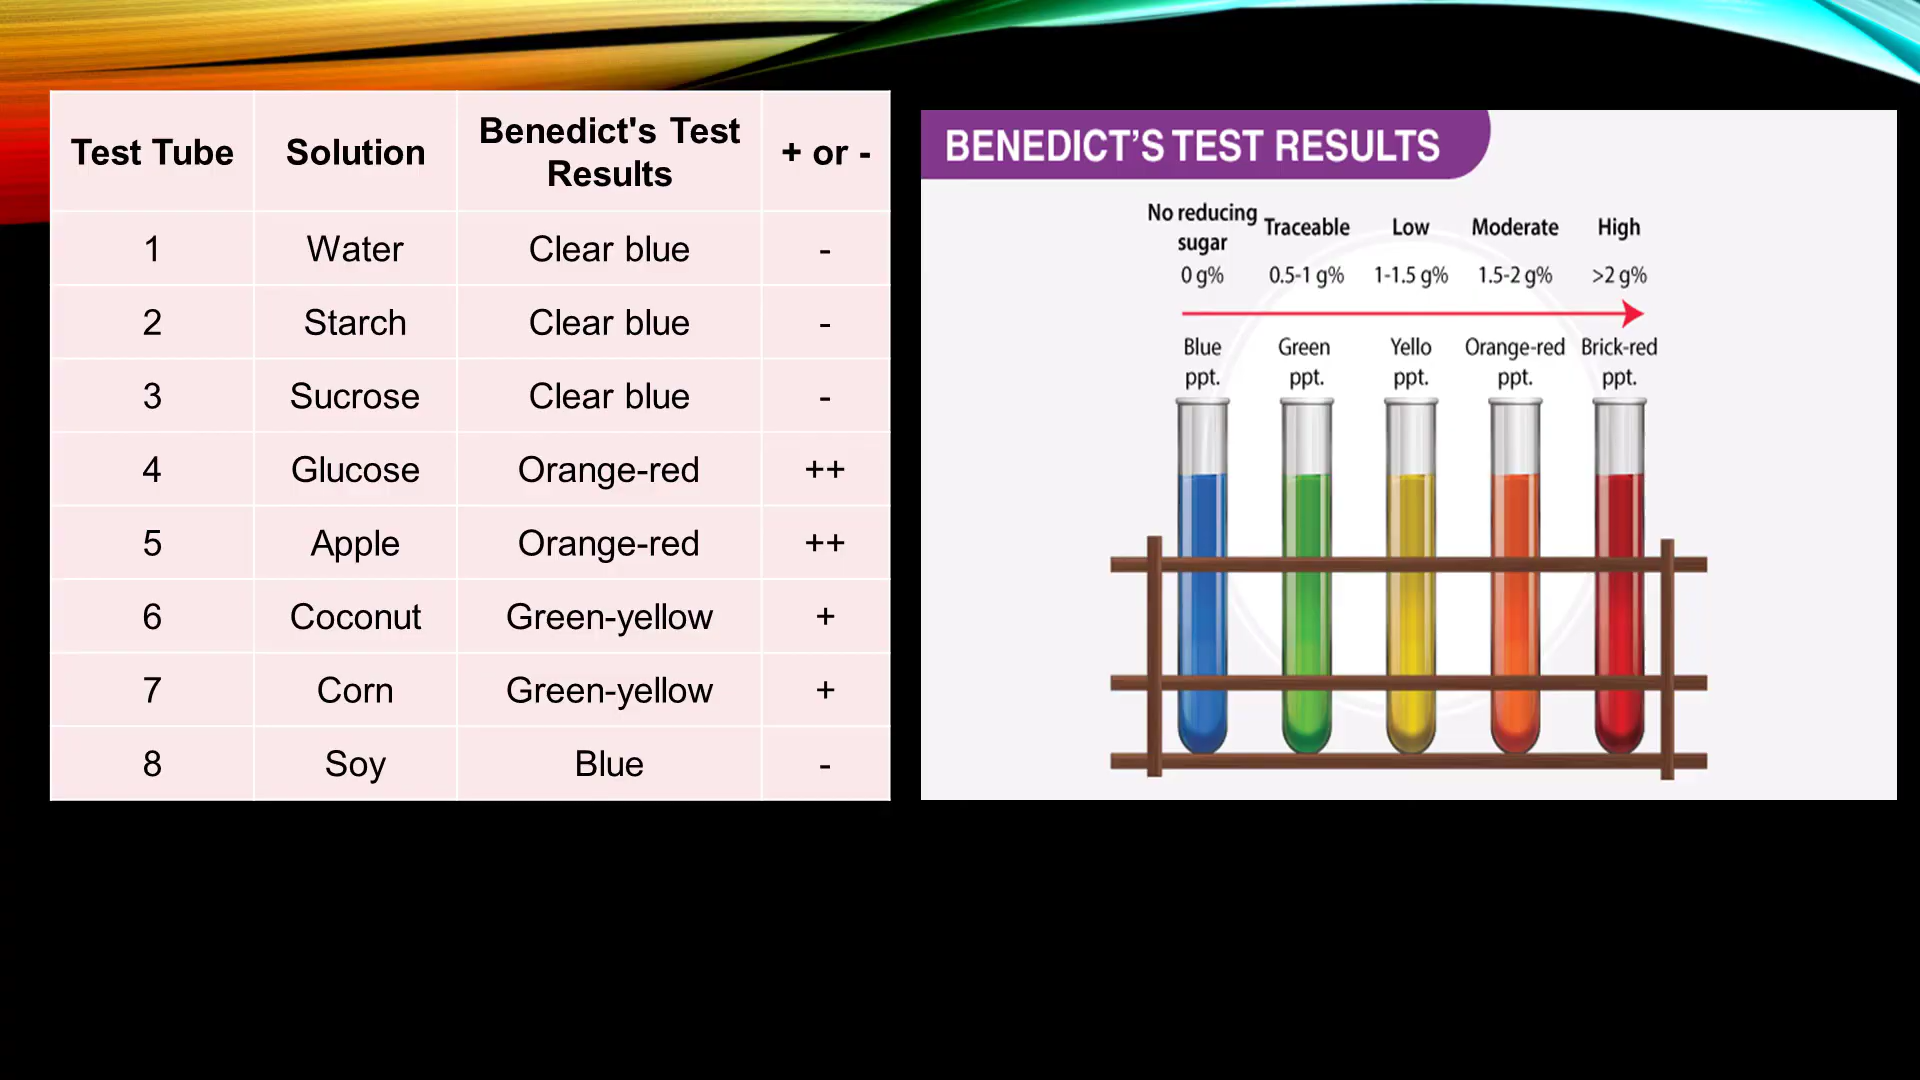 Test Tube Solution Benedict's Test Results + or -
1 Water Clear blue -
2 Starch Clear blue -
3 Sucrose Clear blue -
4 Glucose Orange-red ++
5 Apple Orange-red ++
6 Coconut Green-yellow +
7 Corn Green-yellow +
8 Soy Blue -
BENEDICT'S TEST RESULTS
No reducing sugar Traceable Low Moderate High
0 g% 0.5-1 g% 1-1.5 g% 1.5-2 g% >2 g%
Blue Green Yello Orange-red Brick-red
ppt. ppt. ppt. ppt. ppt.